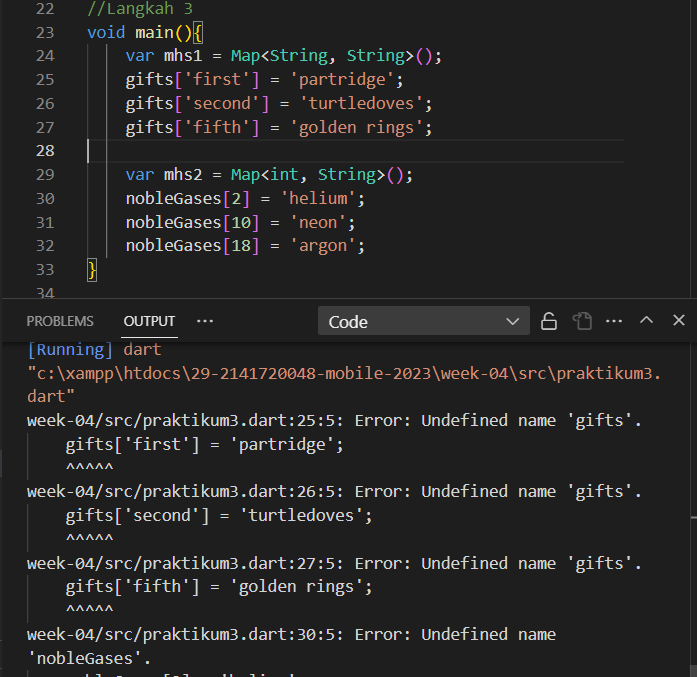 22 //Langkah 3
23 void main(){
24 var mhs1 = Map<String, String>();
25 gifts['first'] = 'partridge';
26 gifts['second'] = 'turtledoves';
27 gifts['fifth'] = 'golden rings';
28
29 var mhs2 = Map<int, String>();
30 nobleGases[2] = 'helium';
31 nobleGases[10] = 'neon';
32 nobleGases[18] = 'argon';
33 }
34
PROBLEMS OUTPUT ··· Code ···
[Running] dart
"c:\xampp\htdocs\29-2141720048-mobile-2023\week-04\src\praktikum3.
dart"
week-04/src/praktikum3.dart:25:5: Error: Undefined name 'gifts'.
gifts['first'] = 'partridge';
^^^^^
week-04/src/praktikum3.dart:26:5: Error: Undefined name 'gifts'.
gifts['second'] = 'turtledoves';
^^^^^
week-04/src/praktikum3.dart:27:5: Error: Undefined name 'gifts'.
gifts['fifth'] = 'golden rings';
^^^^^
week-04/src/praktikum3.dart:30:5: Error: Undefined name
'nobleGases'.